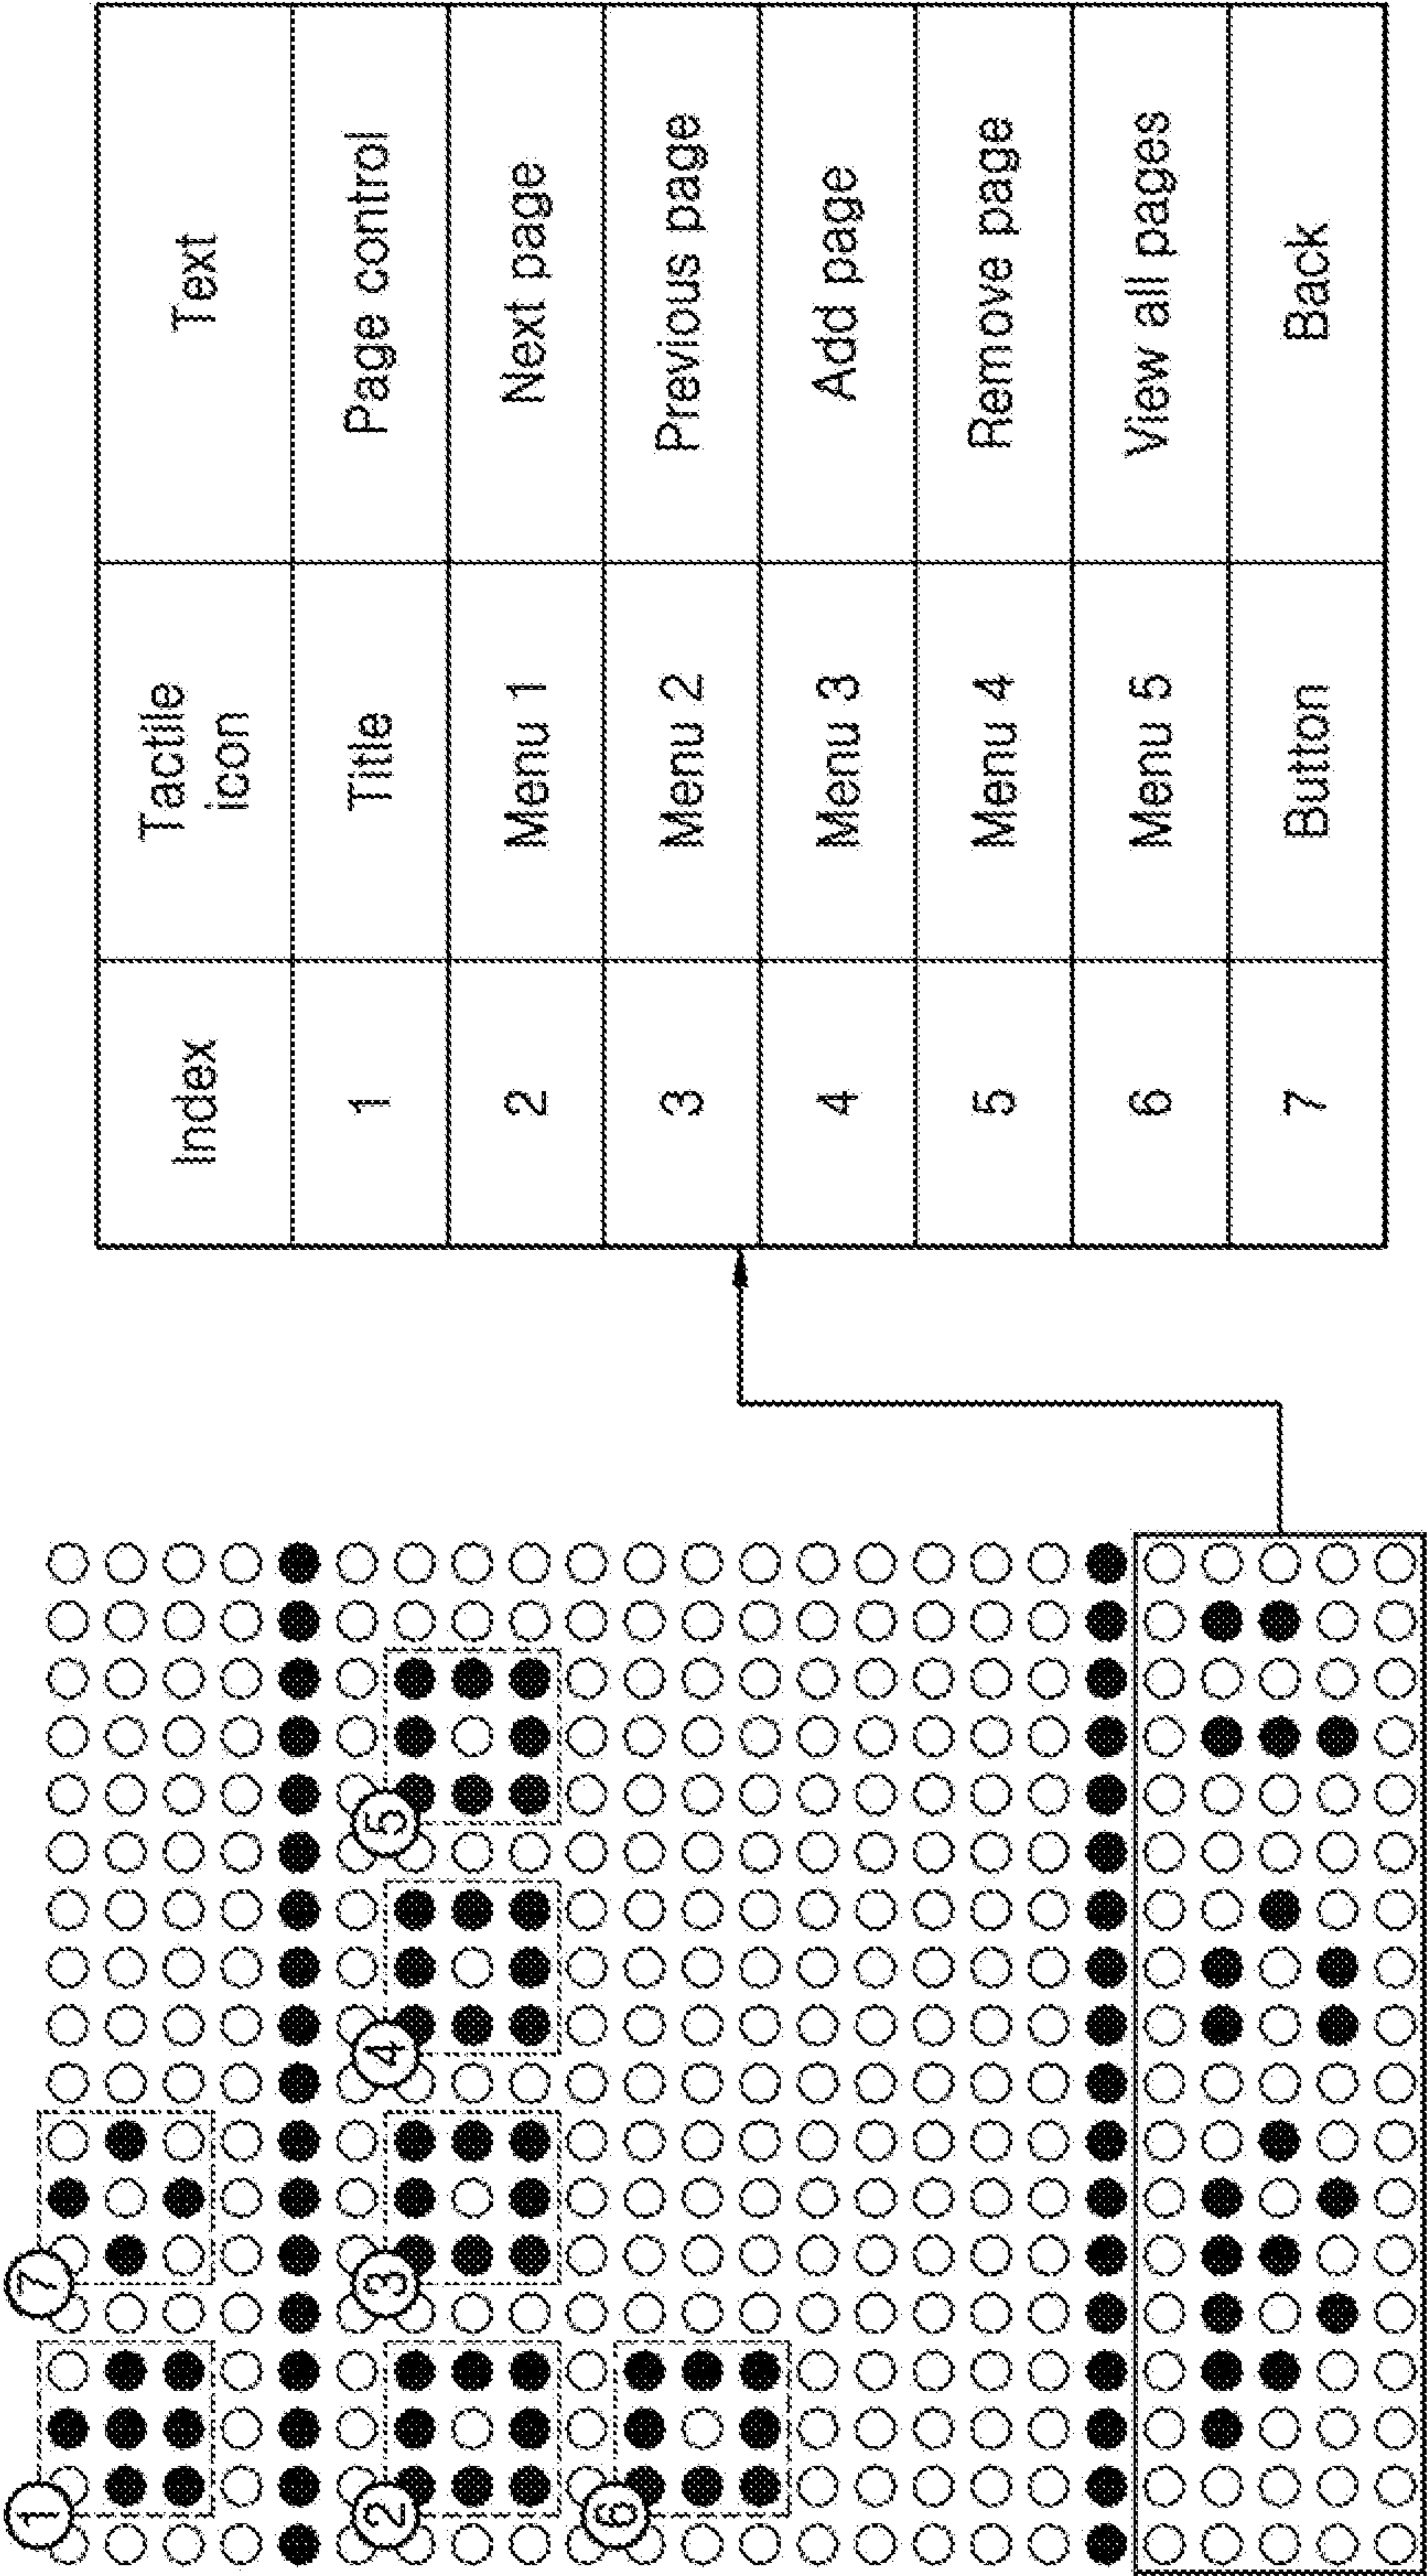 ① ⑦
② ③ ④ ⑤
⑥
Index Tactile icon Text
1 Title Page control
2 Menu 1 Next page
3 Menu 2 Previous page
4 Menu 3 Add page
5 Menu 4 Remove page
6 Menu 5 View all pages
7 Button Back